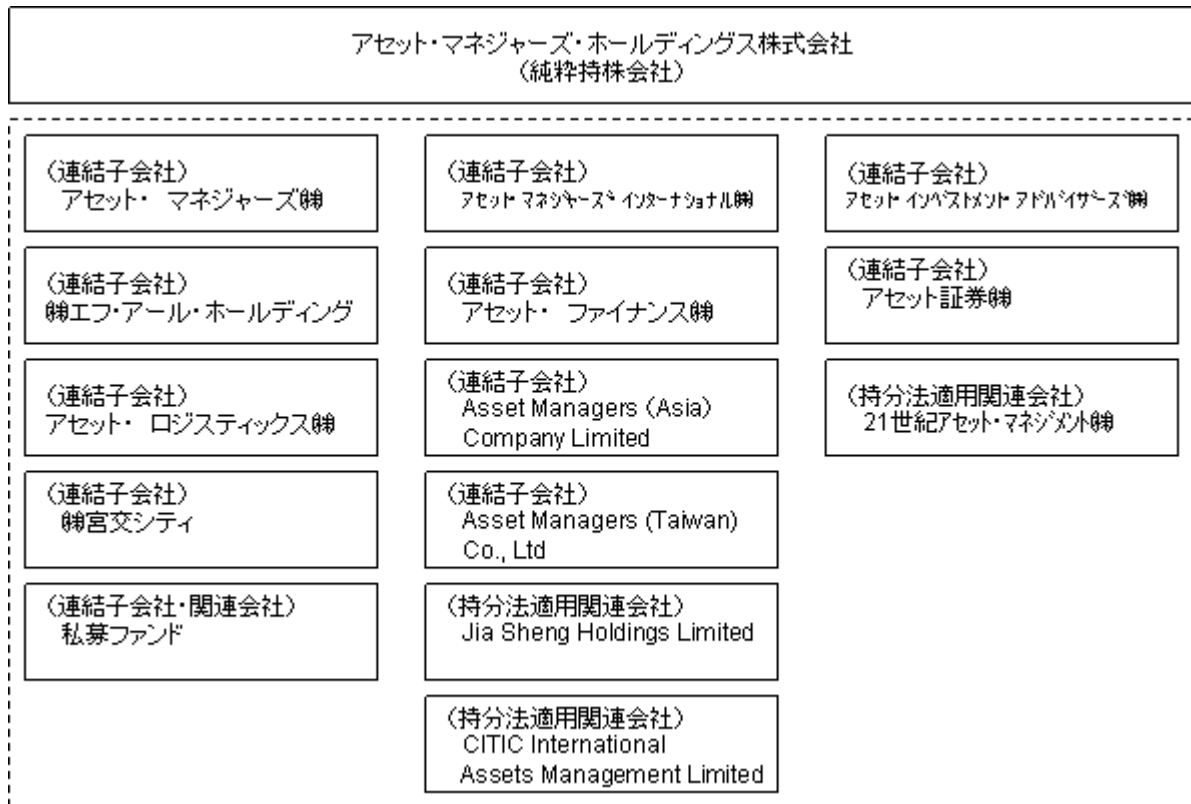 アセット・マネジャーズ・ホールディングス株式会社
（純粋持株会社）
（連結子会社）
アセット・ マネジャーズ㈱
（連結子会社）
㈱エフ・アール・ホールディング
（連結子会社）
アセット・ ロジスティックス㈱
（連結子会社）
㈱宮交シティ
（連結子会社・関連会社）
私募ファンド
（連結子会社）
ｱｾｯﾄ・ﾏﾈｼﾞｬｰｽﾞ・ｲﾝﾀｰﾅｼｮﾅﾙ㈱
（連結子会社）
アセット・ ファイナンス㈱
（連結子会社）
Asset Managers (Asia)
Company Limited
（連結子会社）
Asset Managers (Taiwan)
Co., Ltd
（持分法適用関連会社）
Jia Sheng Holdings Limited
（持分法適用関連会社）
CITIC International
Assets Management Limited
（連結子会社）
ｱｾｯﾄ・ｲﾝﾍﾞｽﾄﾒﾝﾄ・ｱﾄﾞﾊﾞｲｻﾞｰｽﾞ㈱
（連結子会社）
アセット証券㈱
（持分法適用関連会社）
21世紀ｱｾｯﾄ・ﾏﾈｼﾞﾒﾝﾄ㈱